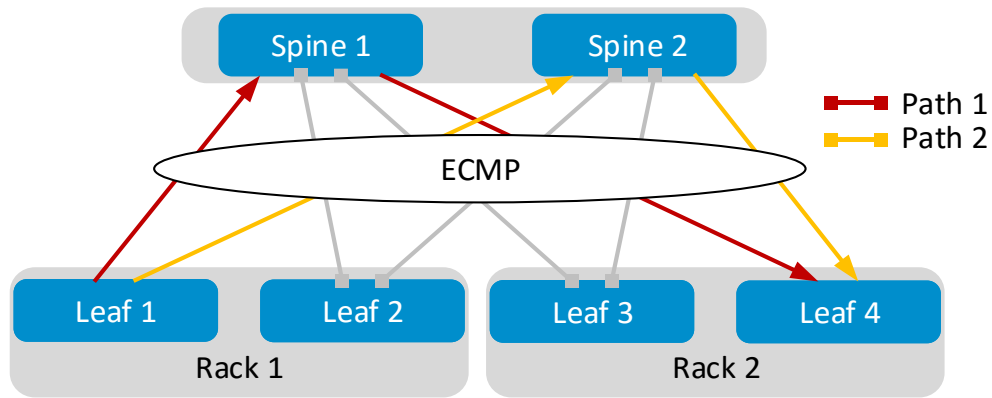 Spine 1
Spine 2
Path 1
Path 2
ECMP
Leaf 1
Leaf 2
Leaf 3
Leaf 4
Rack 1
Rack 2